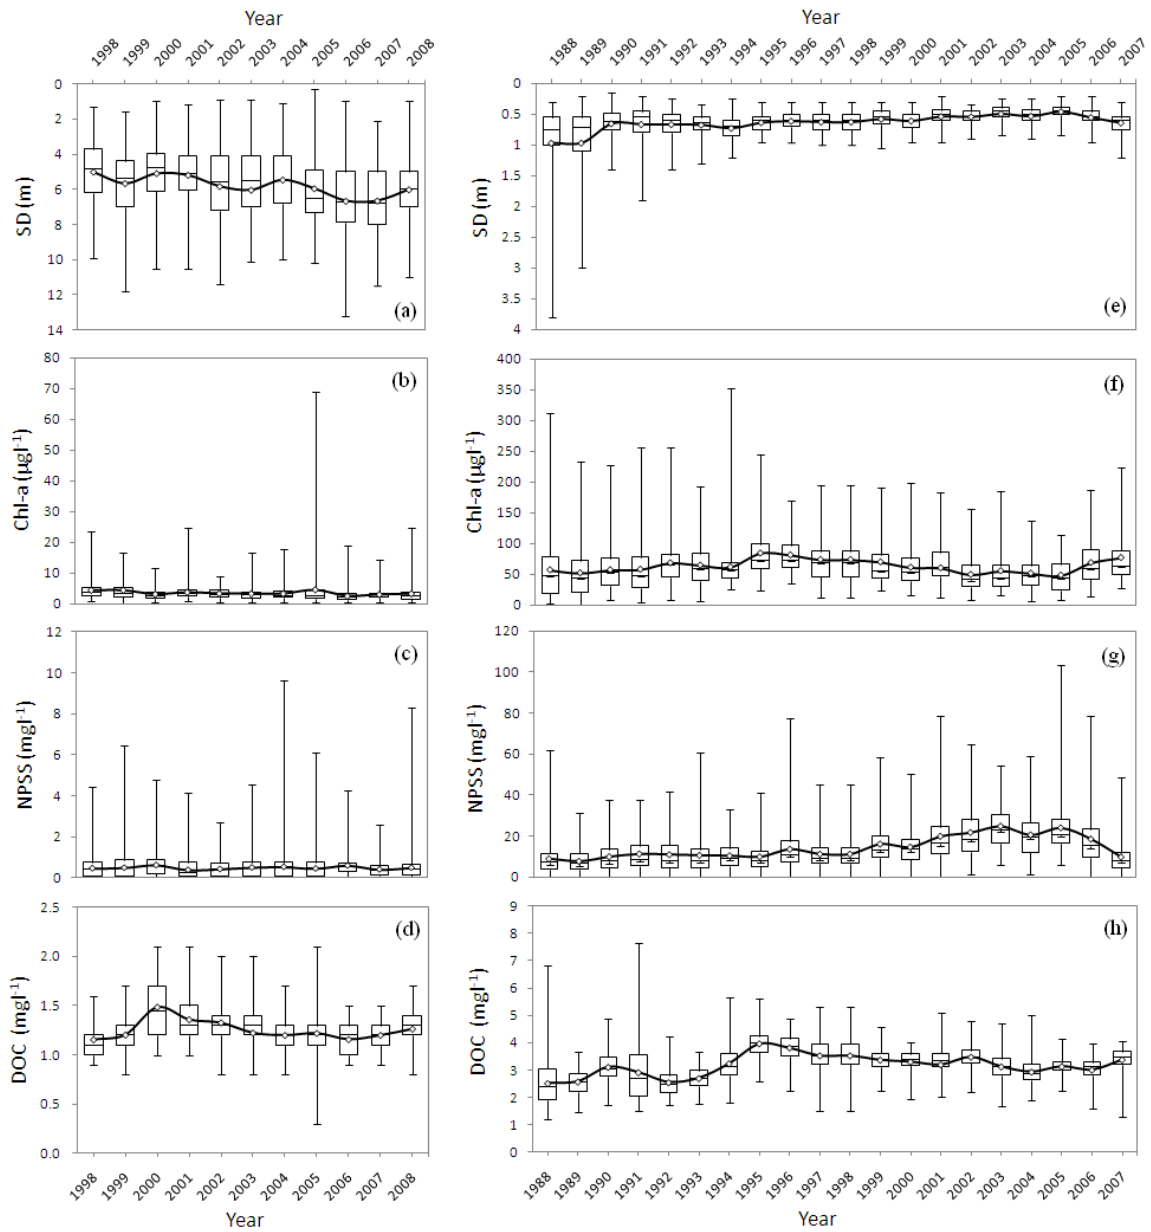 Year
1998 1999 2000 2001 2002 2003 2004 2005 2006 2007 2008
SD (m)
0
2
4
6
8
10
12
14
(a)
Chl-a (µgl⁻¹)
80
70
60
50
40
30
20
10
0
(b)
NPSS (mgl⁻¹)
12
10
8
6
4
2
0
(c)
DOC (mgl⁻¹)
2.5
2.0
1.5
1.0
0.5
0.0
(d)
1998 1999 2000 2001 2002 2003 2004 2005 2006 2007 2008
Year
Year
1988 1989 1990 1991 1992 1993 1994 1995 1996 1997 1998 1999 2000 2001 2002 2003 2004 2005 2006 2007
SD (m)
0
0.5
1
1.5
2
2.5
3
3.5
4
(e)
Chl-a (µgl⁻¹)
400
350
300
250
200
150
100
50
0
(f)
NPSS (mgl⁻¹)
120
100
80
60
40
20
0
(g)
DOC (mgl⁻¹)
9
8
7
6
5
4
3
2
1
0
(h)
1988 1989 1990 1991 1992 1993 1994 1995 1996 1997 1998 1999 2000 2001 2002 2003 2004 2005 2006 2007
Year